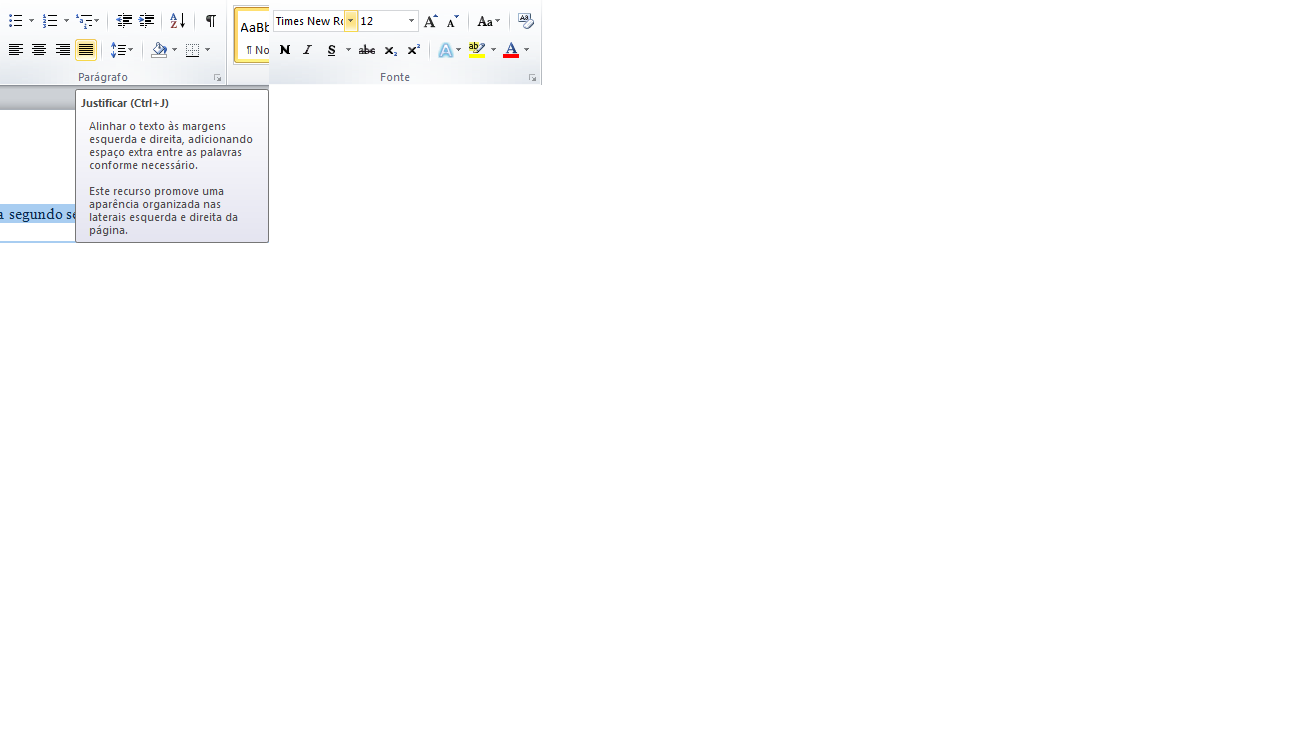 AaBb
¶ No
Parágrafo
Times New Ro
12
Aa
N I S abc x₂ x²
A ab A
Fonte
Justificar (Ctrl+J)
Alinhar o texto às margens
esquerda e direita, adicionando
espaço extra entre as palavras
conforme necessário.
Este recurso promove uma
aparência organizada nas
laterais esquerda e direita da
página.
a segundo se